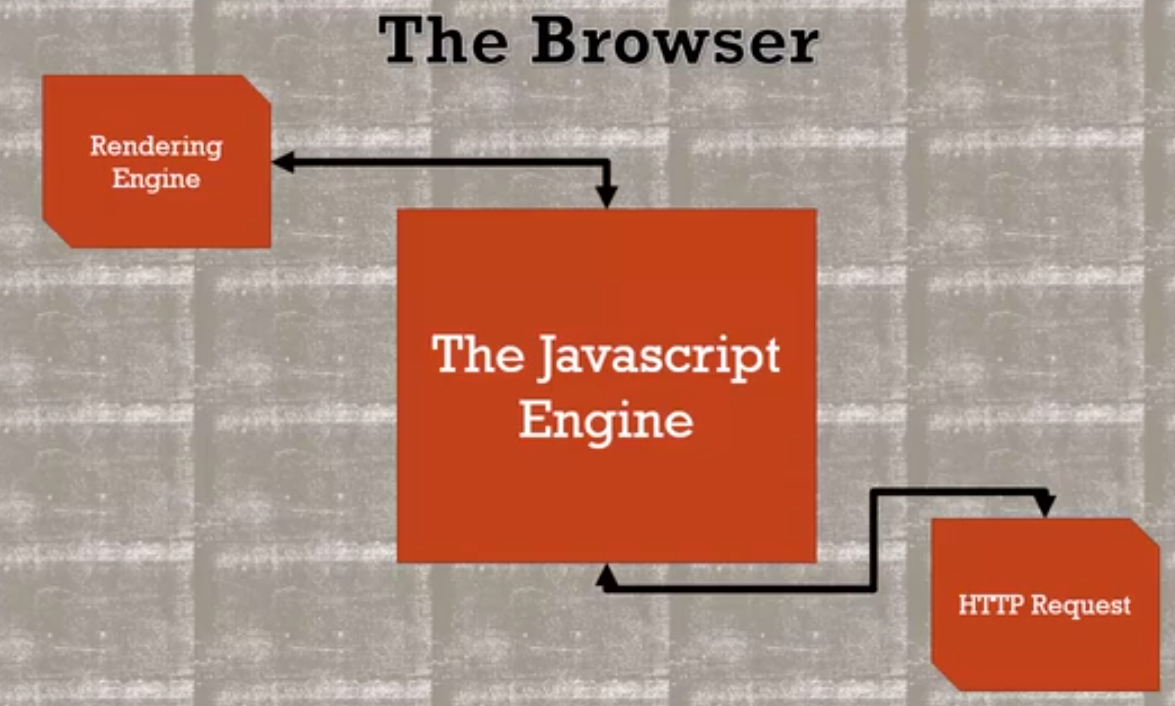 The Browser
Rendering
Engine
The Javascript
Engine
HTTP Request